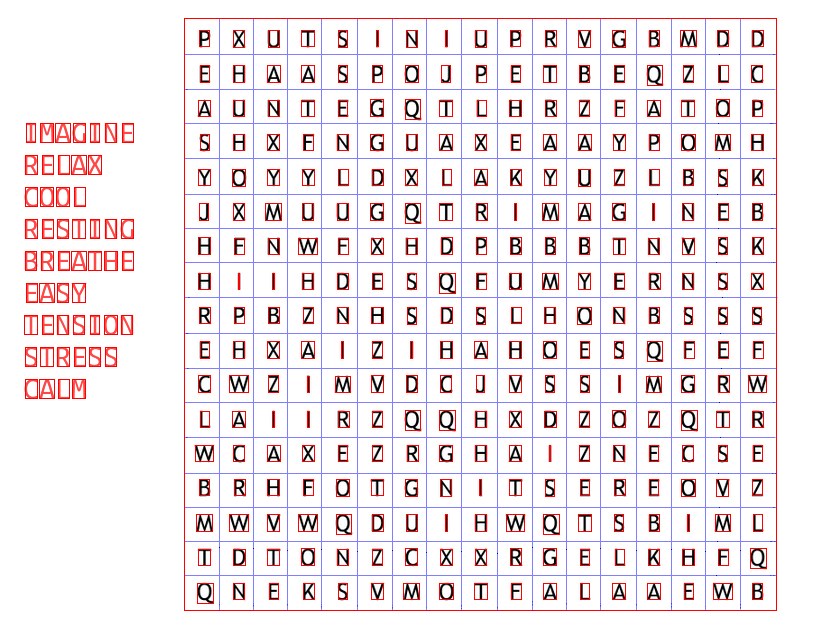 P X U T S I N I U P R V G B M D D
E H A A S P O J P E T B E Q Z L C
A U N T E G Q T L H R Z F A T O P
S H X F N G U A X E A A Y P O M H
Y O Y Y L D X L A K Y U Z L B S K
J X M U U G Q T R I M A G I N E B
H F N W F X H D P B B B T N V S K
H I I H D E S Q F U M Y E R N S X
R P B Z N H S D S L H O N B S S S
E H X A I Z I H A H O E S Q F E F
C W Z I M V D C J V S S I M G R W
L A I I R Z Q Q H X D Z O Z Q T R
W C A X E Z R G H A I Z N E C S E
B R H F O T G N I T S E R E O V Z
M W V W Q D U I H W Q T S B I M L
T D T O N Z C X X R G E L K H F Q
Q N E K S V M O T F A L A A E W B
IMAGINE
RELAX
COOL
RESTING
BREATHE
EASY
TENSION
STRESS
CALM